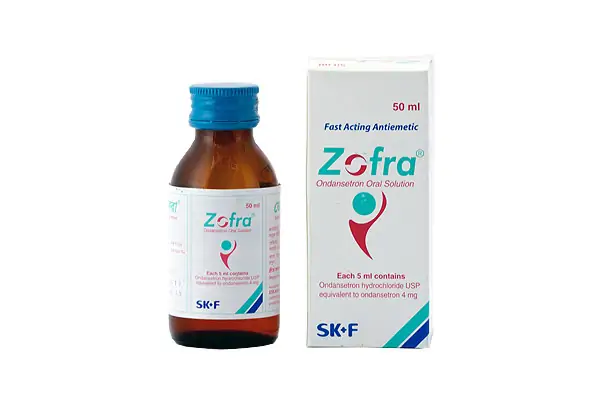 50 ml
Zofra®
Ondansetron Oral Solution
Each 5 ml contains
Ondansetron hydrochloride USP
equivalent to ondansetron 4 mg
SK+F
50 ml
Fast Acting Antiemetic
Zofra®
Ondansetron Oral Solution
Each 5 ml contains
Ondansetron hydrochloride USP
equivalent to ondansetron 4 mg
SK+F